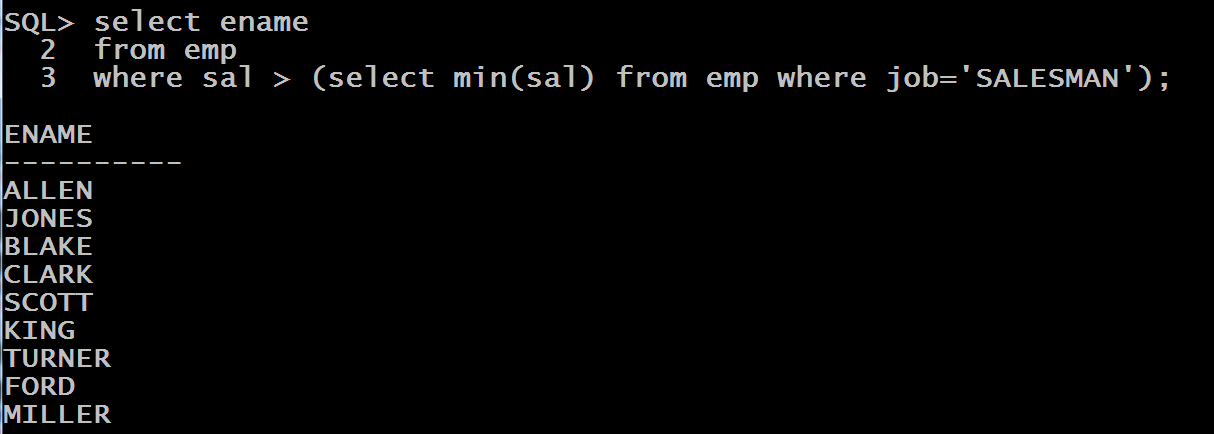 SQL> select ename
  2  from emp
  3  where sal > (select min(sal) from emp where job='SALESMAN');
ENAME
----------
ALLEN
JONES
BLAKE
CLARK
SCOTT
KING
TURNER
FORD
MILLER